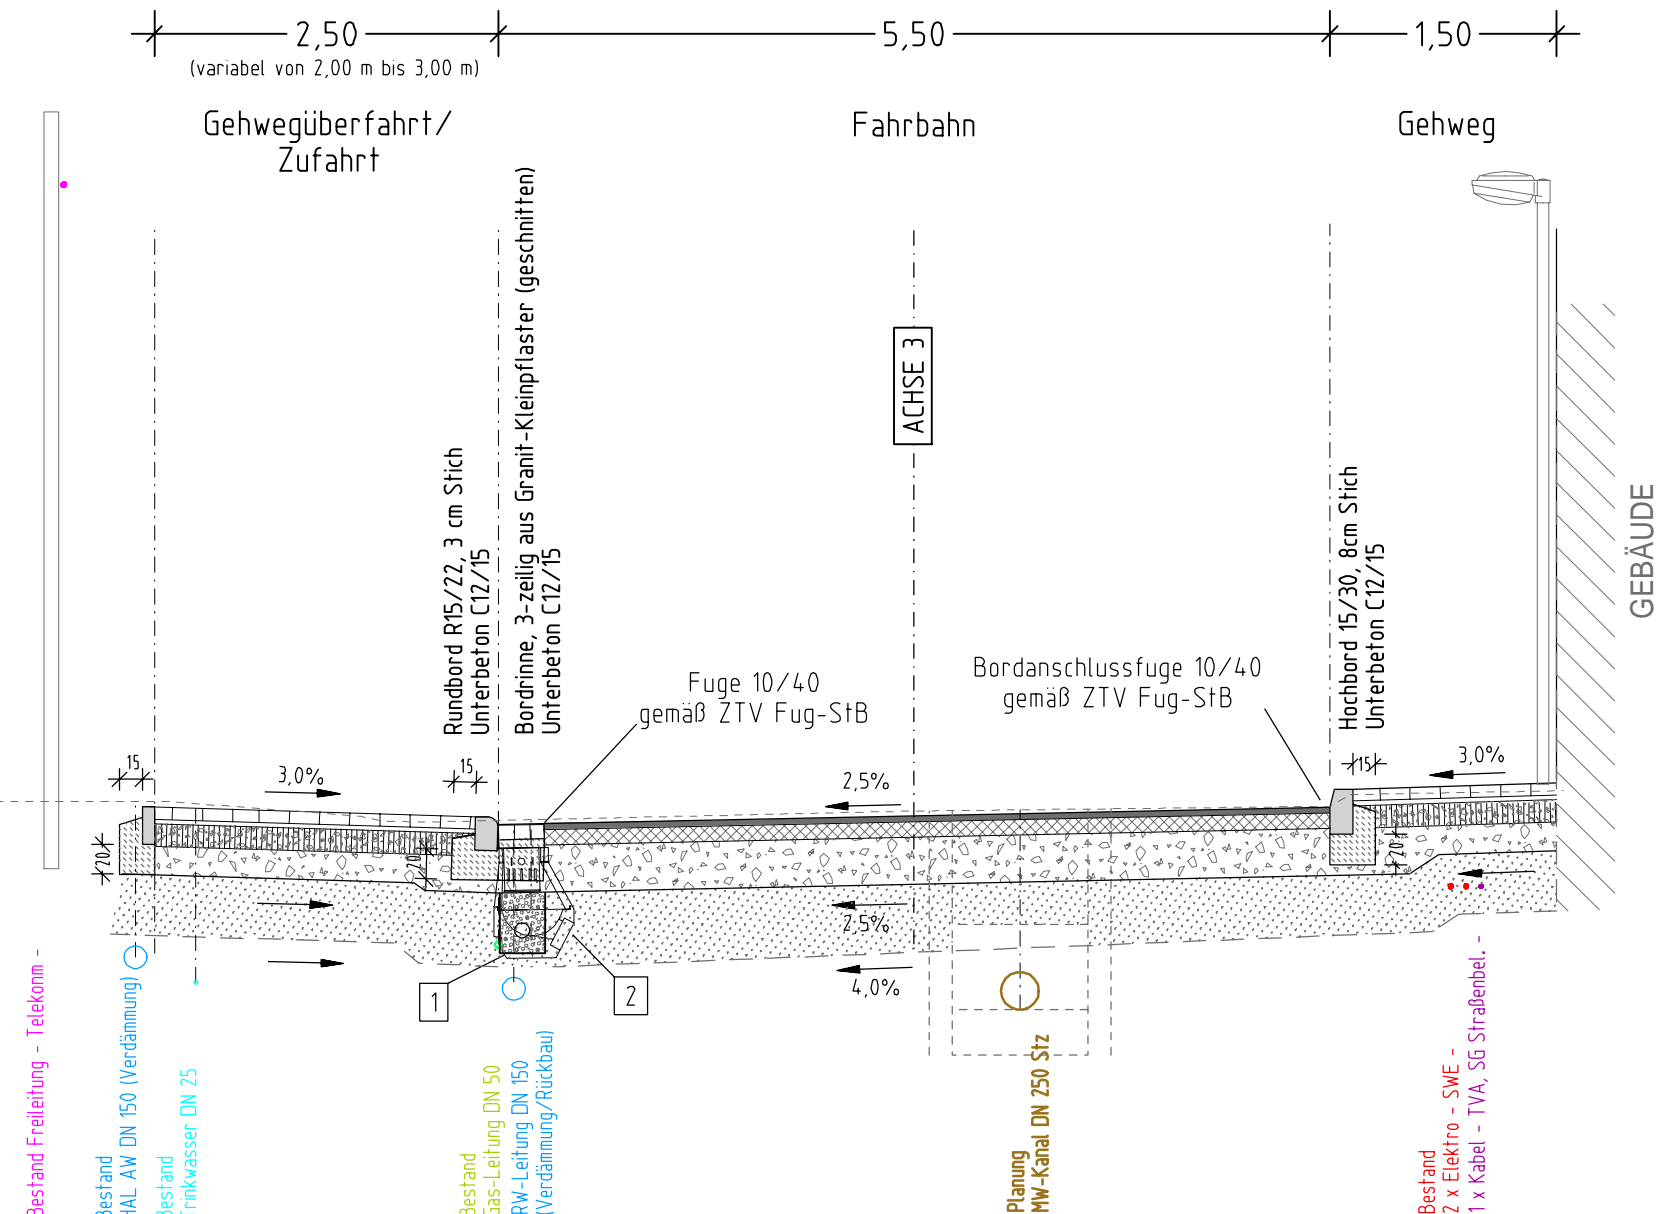 2,50
5,50
1,50
(variabel von 2,00 m bis 3,00 m)
Gehwegüberfahrt/
Zufahrt
Fahrbahn
Gehweg
Rundbord R15/22, 3 cm Stich
Unterbeton C12/15
Bordrinne, 3-zeilig aus Granit-Kleinpflaster (geschnitten)
Unterbeton C12/15
ACHSE 3
Hochbord 15/30, 8cm Stich
Unterbeton C12/15
GEBÄUDE
Fuge 10/40
gemäß ZTV Fug-StB
Bordanschlussfuge 10/40
gemäß ZTV Fug-StB
15
3,0%
15
2,5%
15
3,0%
20
20
20
2,5%
4,0%
1
2
Bestand Freileitung - Telekom -
Bestand
HAL AW DN 150 (Verdämmung)
Bestand
Trinkwasser DN 25
Bestand
Gas-Leitung DN 50
RW-Leitung DN 150
(Verdämmung/Rückbau)
Planung
MW-Kanal DN 250 Stz
Bestand
2 x Elektro - SWE -
1 x Kabel - TVA, SG Straßenbel. -